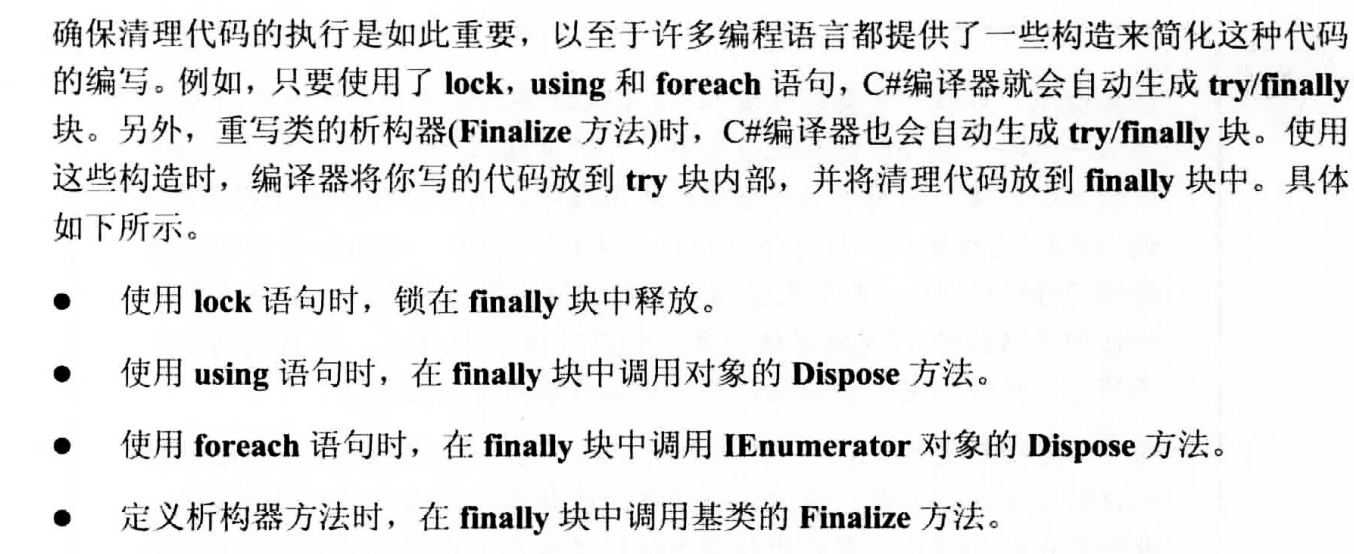 确保清理代码的执行是如此重要，以至于许多编程语言都提供了一些构造来简化这种代码
的编写。例如，只要使用了 lock，using 和 foreach 语句，C#编译器就会自动生成 try/finally
块。另外，重写类的析构器(Finalize 方法)时，C#编译器也会自动生成 try/finally 块。使用
这些构造时，编译器将你写的代码放到 try 块内部，并将清理代码放到 finally 块中。具体
如下所示。
● 使用 lock 语句时，锁在 finally 块中释放。
● 使用 using 语句时，在 finally 块中调用对象的 Dispose 方法。
● 使用 foreach 语句时，在 finally 块中调用 IEnumerator 对象的 Dispose 方法。
● 定义析构器方法时，在 finally 块中调用基类的 Finalize 方法。